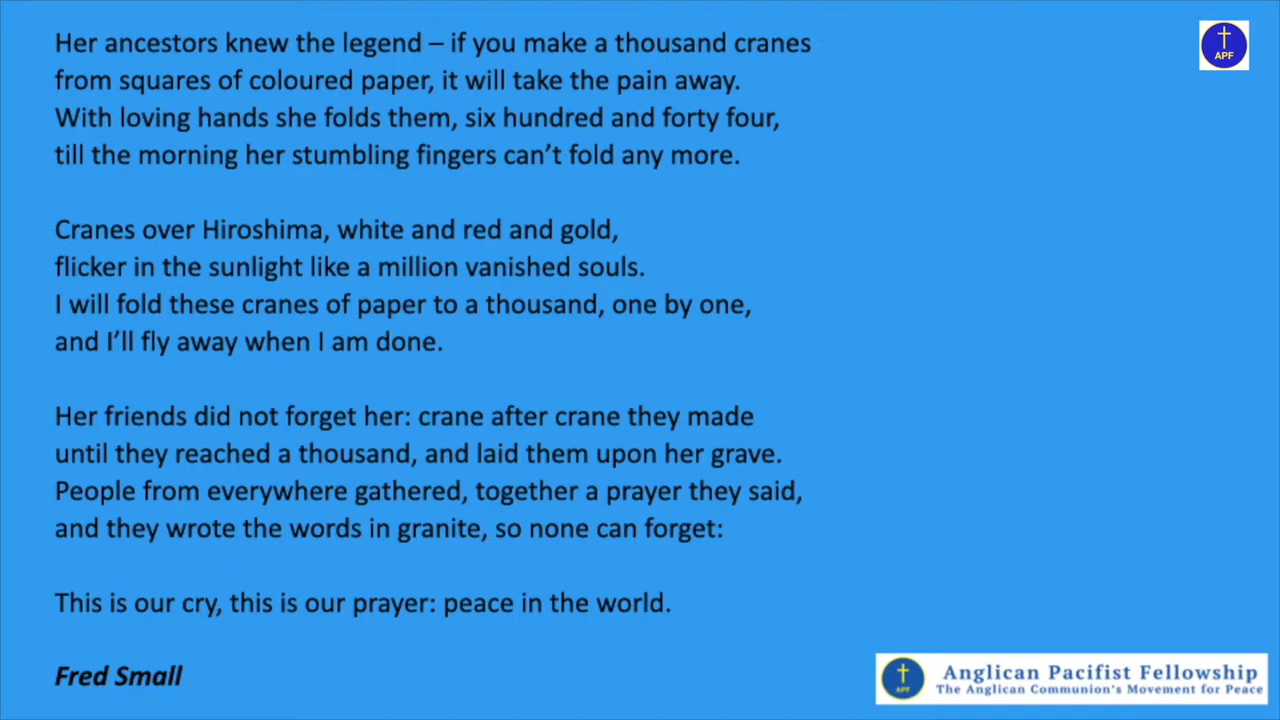 Her ancestors knew the legend – if you make a thousand cranes
from squares of coloured paper, it will take the pain away.
With loving hands she folds them, six hundred and forty four,
till the morning her stumbling fingers can't fold any more.
Cranes over Hiroshima, white and red and gold,
flicker in the sunlight like a million vanished souls.
I will fold these cranes of paper to a thousand, one by one,
and I'll fly away when I am done.
Her friends did not forget her: crane after crane they made
until they reached a thousand, and laid them upon her grave.
People from everywhere gathered, together a prayer they said,
and they wrote the words in granite, so none can forget:
This is our cry, this is our prayer: peace in the world.
Fred Small
APF
APF
Anglican Pacifist Fellowship
The Anglican Communion's Movement for Peace